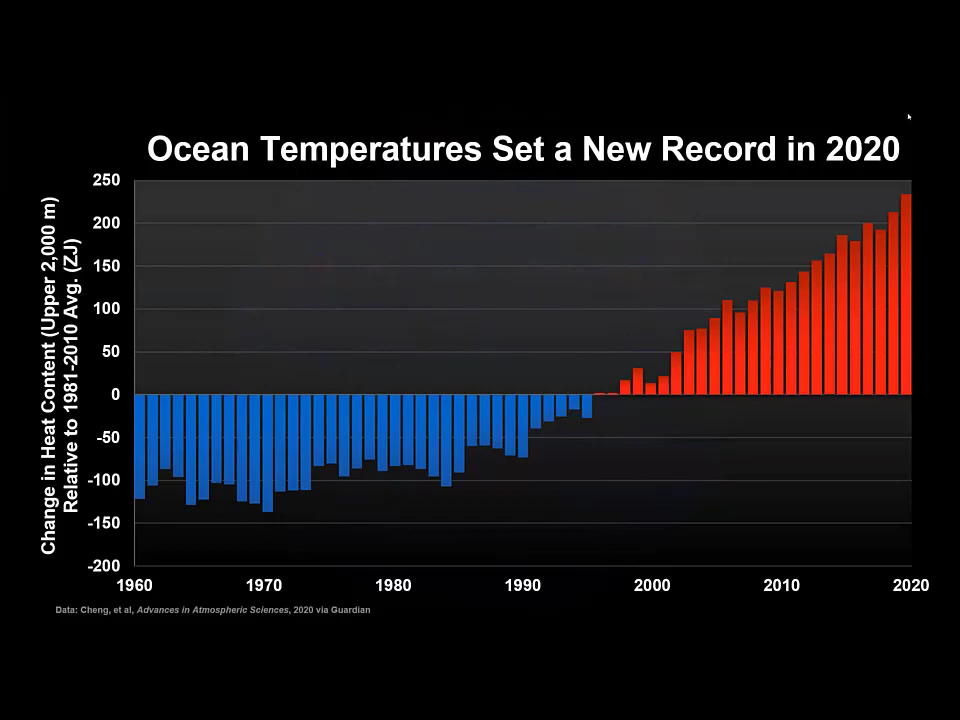 Ocean Temperatures Set a New Record in 2020
Change in Heat Content (Upper 2,000 m)
Relative to 1981-2010 Avg. (ZJ)
250
200
150
100
50
0
-50
-100
-150
-200
1960 1970 1980 1990 2000 2010 2020
Data: Cheng, et al, Advances in Atmospheric Sciences, 2020 via Guardian